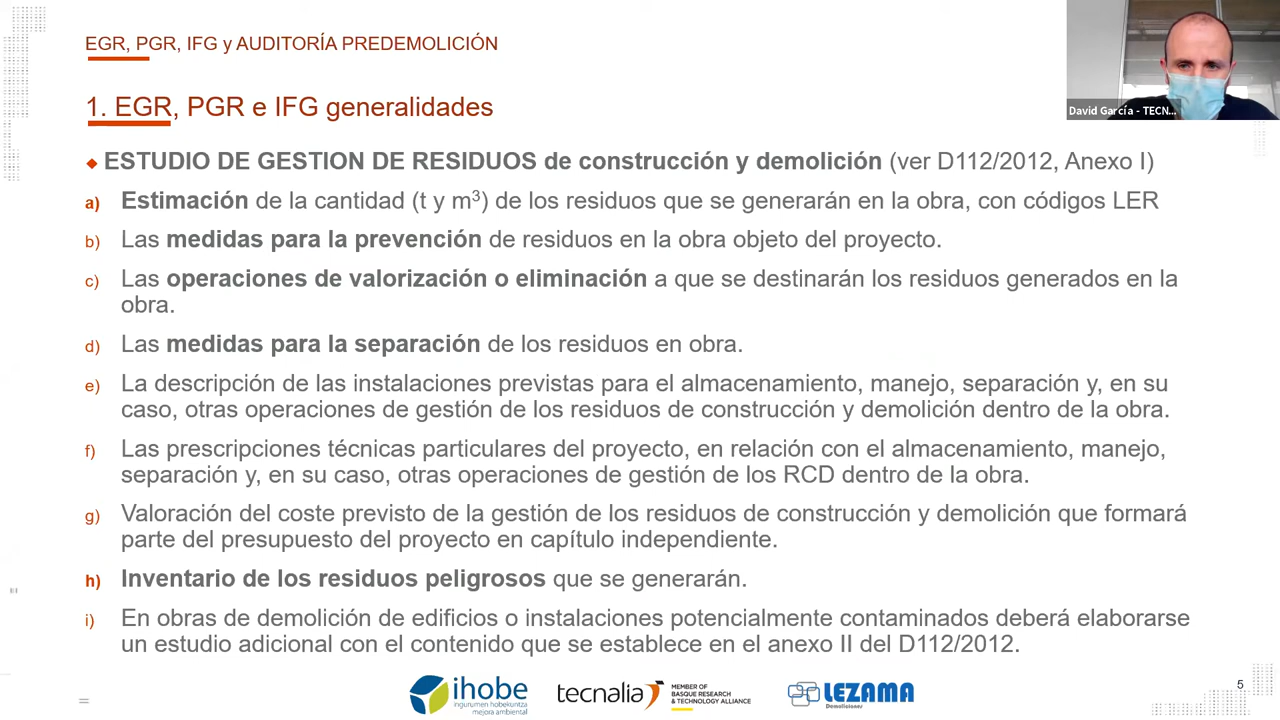 EGR, PGR, IFG y AUDITORÍA PREDEMOLICIÓN
David García - TECN...
1. EGR, PGR e IFG generalidades
ESTUDIO DE GESTION DE RESIDUOS de construcción y demolición (ver D112/2012, Anexo I)
a) Estimación de la cantidad (t y m³) de los residuos que se generarán en la obra, con códigos LER
b) Las medidas para la prevención de residuos en la obra objeto del proyecto.
c) Las operaciones de valorización o eliminación a que se destinarán los residuos generados en la
obra.
d) Las medidas para la separación de los residuos en obra.
e) La descripción de las instalaciones previstas para el almacenamiento, manejo, separación y, en su
caso, otras operaciones de gestión de los residuos de construcción y demolición dentro de la obra.
f) Las prescripciones técnicas particulares del proyecto, en relación con el almacenamiento, manejo,
separación y, en su caso, otras operaciones de gestión de los RCD dentro de la obra.
g) Valoración del coste previsto de la gestión de los residuos de construcción y demolición que formará
parte del presupuesto del proyecto en capítulo independiente.
h) Inventario de los residuos peligrosos que se generarán.
i) En obras de demolición de edificios o instalaciones potencialmente contaminados deberá elaborarse
un estudio adicional con el contenido que se establece en el anexo II del D112/2012.
ihobe
ingurumen hobekuntza
mejora ambiental
tecnalia
MEMBER OF
BASQUE RESEARCH
& TECHNOLOGY ALLIANCE
LEZAMA
Demoliciones
5